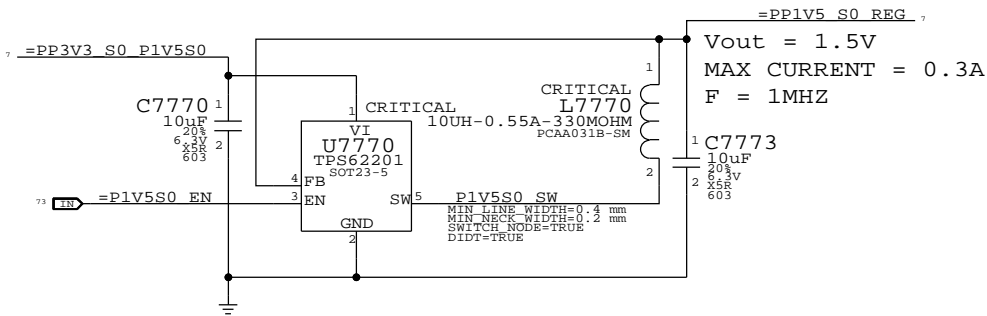 =PP1V5_S0_REG
7
7
=PP3V3_S0_P1V5S0
Vout = 1.5V
MAX CURRENT = 0.3A
F = 1MHZ
C7770
1
10uF
20%
6.3V
X5R
603
2
1
CRITICAL
VI
U7770
TPS62201
SOT23-5
4
FB
3
EN
SW
5
GND
2
1
CRITICAL
L7770
10UH-0.55A-330MOHM
PCAA031B-SM
2
1
C7773
10uF
20%
6.3V
X5R
603
2
73
IN
=P1V5S0_EN
P1V5S0_SW
MIN_LINE_WIDTH=0.4 mm
MIN_NECK_WIDTH=0.2 mm
SWITCH_NODE=TRUE
DIDT=TRUE